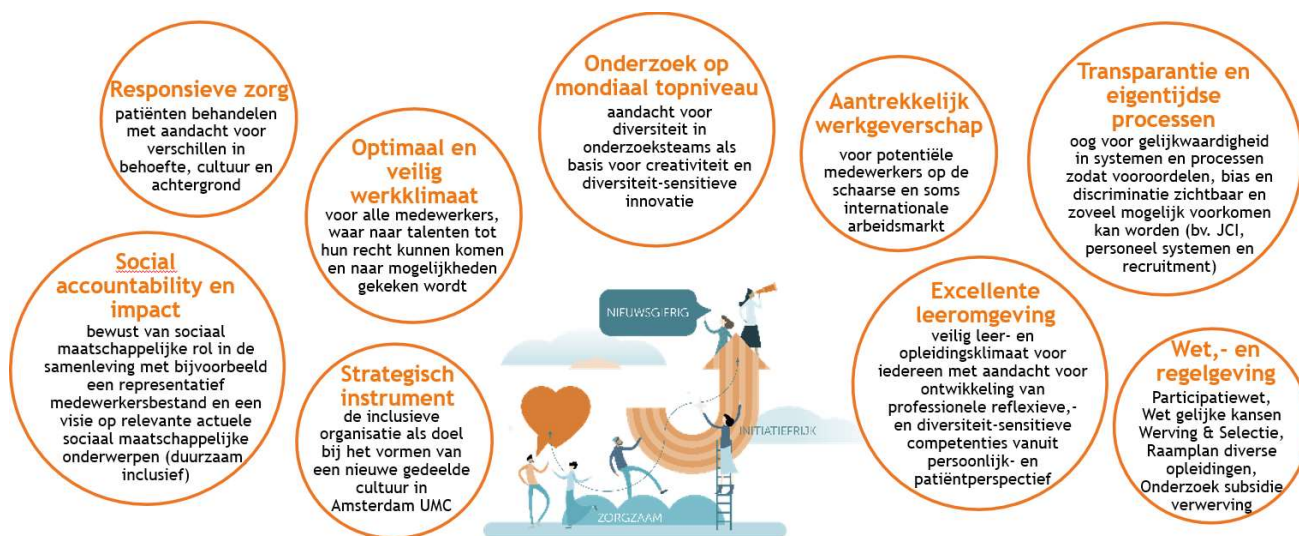 Responsieve zorg
patiënten behandelen
met aandacht voor
verschillen in
behoefte, cultuur en
achtergrond
Optimaal en
veilig
werkklimaat
voor alle medewerkers,
waar naar talenten tot
hun recht kunnen komen
en naar mogelijkheden
gekeken wordt
Onderzoek op
mondiaal topniveau
aandacht voor
diversiteit in
onderzoeksteams als
basis voor creativiteit en
diversiteit-sensitieve
innovatie
Aantrekkelijk
werkgeverschap
voor potentiële
medewerkers op de
schaarse en soms
internationale
arbeidsmarkt
Transparantie en
eigentijdse
processen
oog voor gelijkwaardigheid
in systemen en processen
zodat vooroordelen, bias en
discriminatie zichtbaar en
zoveel mogelijk voorkomen
kan worden (bv. JCI,
personeel systemen en
recruitment)
Social
accountability en
impact
bewust van sociaal
maatschappelijke rol in de
samenleving met bijvoorbeeld
een representatief
medewerkersbestand en een
visie op relevante actuele
sociaal maatschappelijke
onderwerpen (duurzaam
inclusief)
Strategisch
instrument
de inclusieve
organisatie als doel
bij het vormen van
een nieuwe gedeelde
cultuur in
Amsterdam UMC
NIEUWSGIERIG
INITIATIEFRIJK
ZORGZAAM
Excellente
leeromgeving
veilig leer- en
opleidingsklimaat voor
iedereen met aandacht voor
ontwikkeling van
professionele reflexieve,-
en diversiteit-sensitieve
competenties vanuit
persoonlijk- en
patiëntperspectief
Wet,- en
regelgeving
Participatiewet,
Wet gelijke kansen
Werving & Selectie,
Raamplan diverse
opleidingen,
Onderzoek subsidie
verwerving